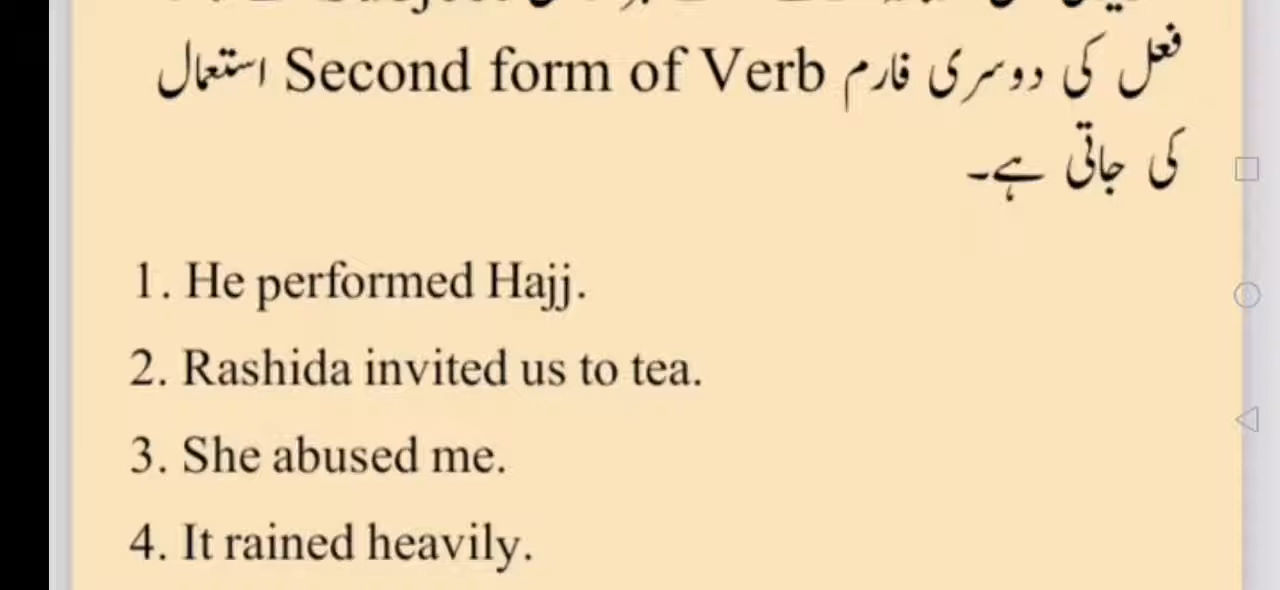 فعل کی دوسری فارم Second form of Verb استعمال
کی جاتی ہے۔
1. He performed Hajj.
2. Rashida invited us to tea.
3. She abused me.
4. It rained heavily.